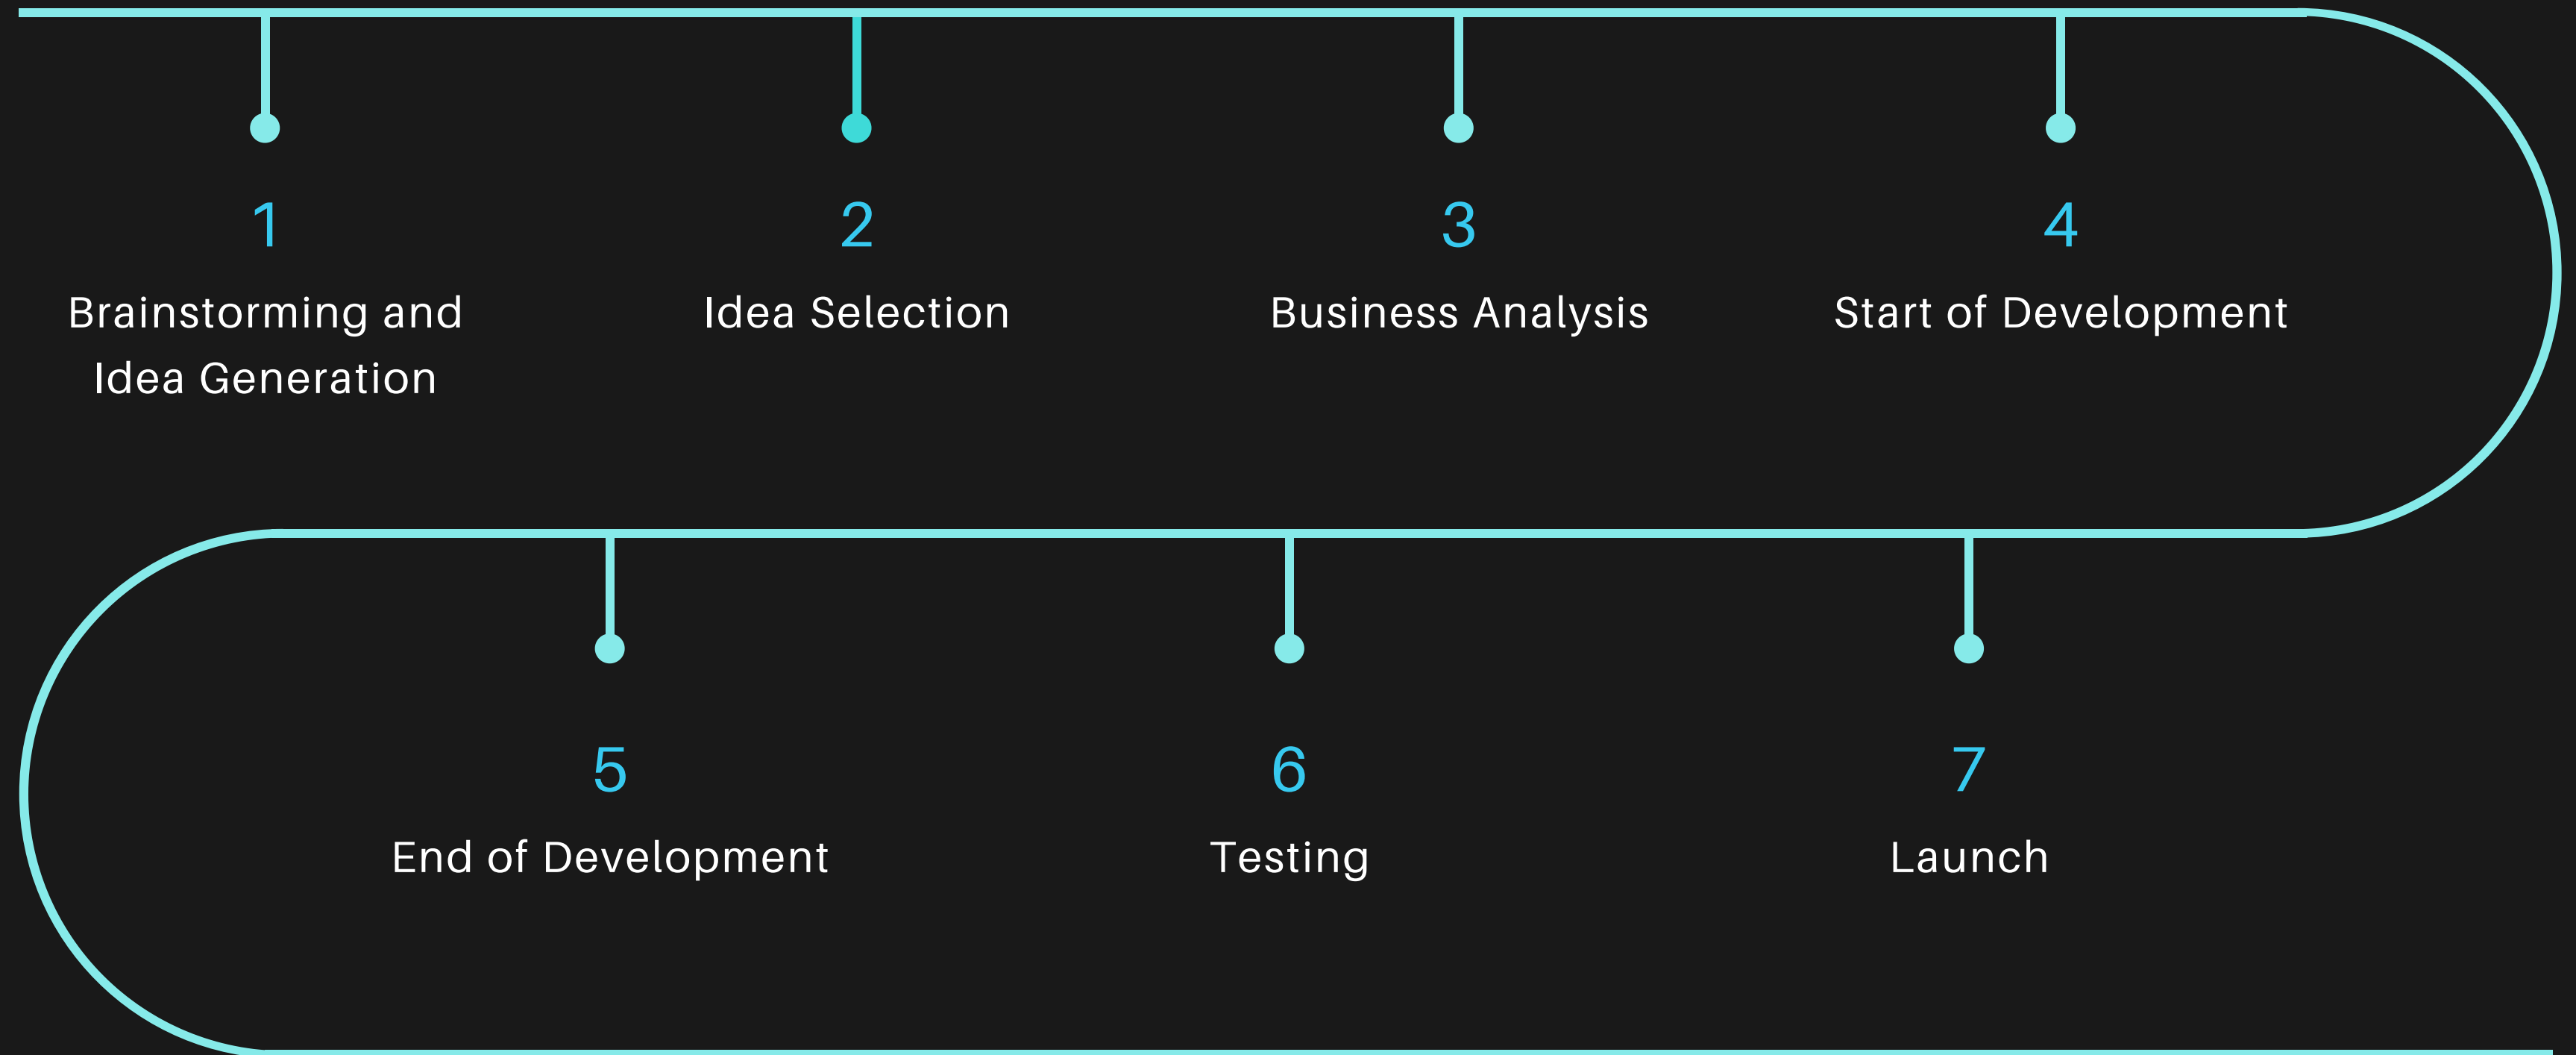 1
Brainstorming and
Idea Generation
2
Idea Selection
3
Business Analysis
4
Start of Development
5
End of Development
6
Testing
7
Launch